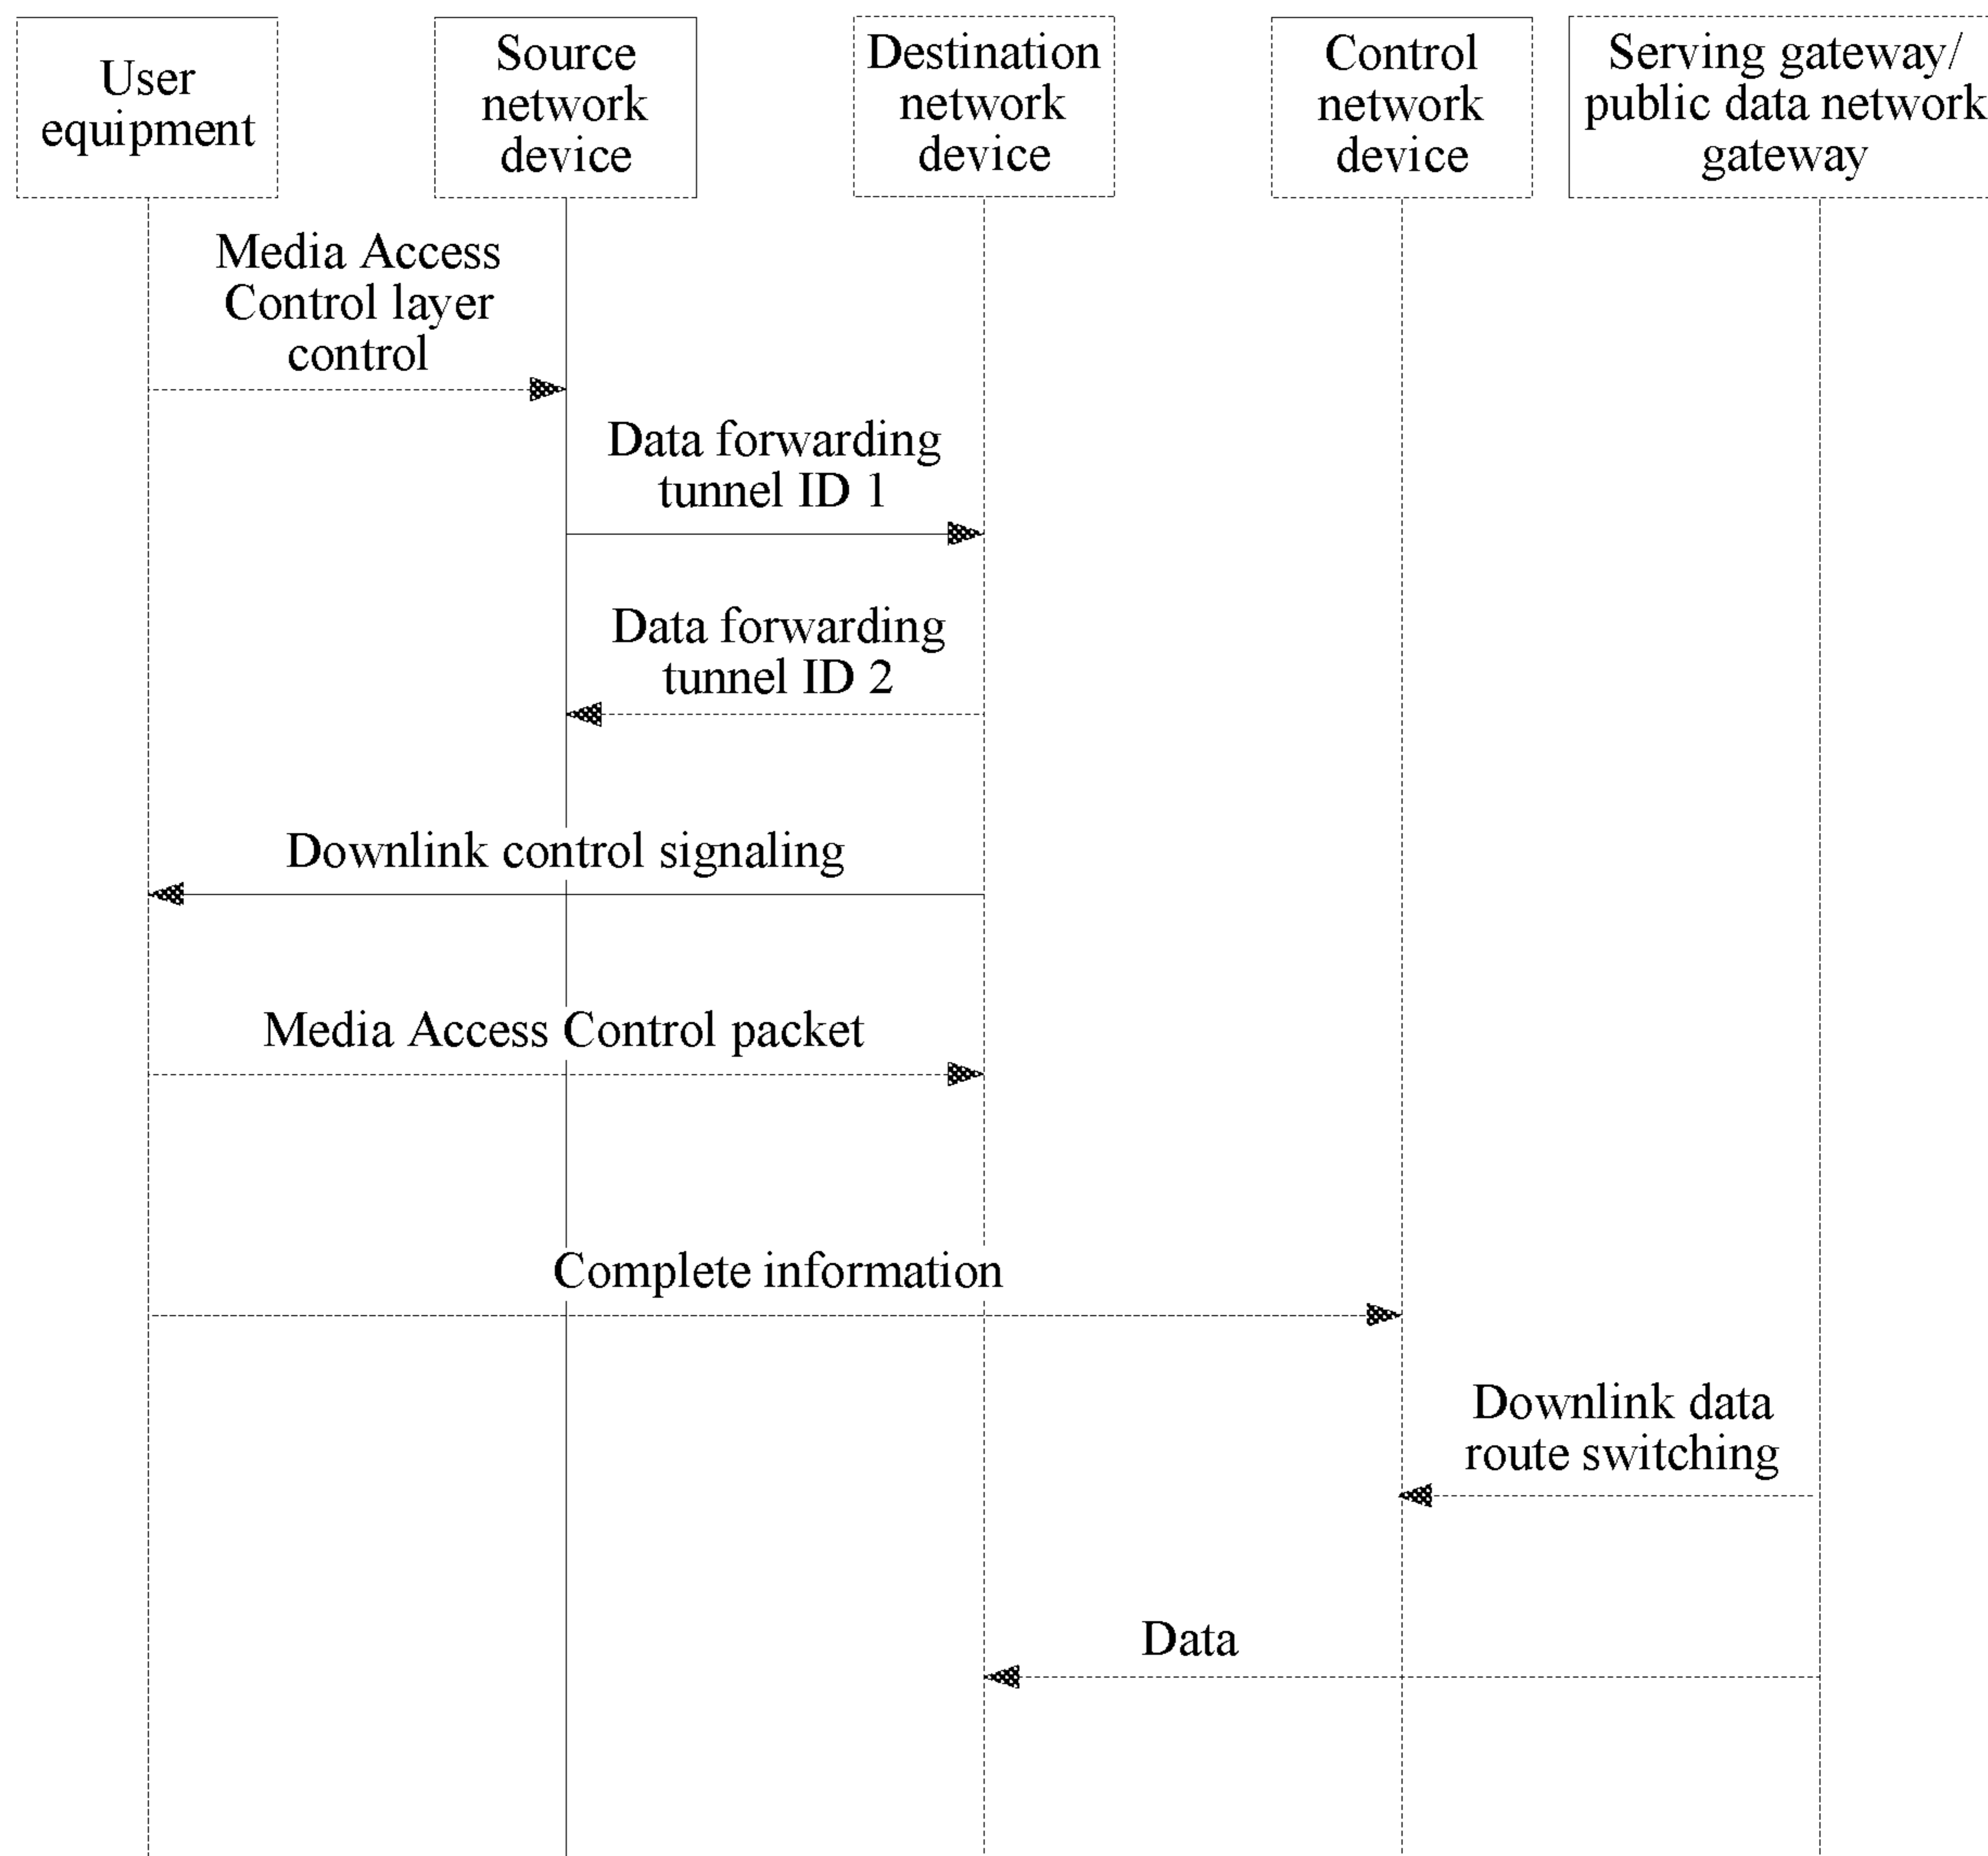 User
equipment
Source
network
device
Destination
network
device
Control
network
device
Serving gateway/
public data network
gateway
Media Access
Control layer
control
Data forwarding
tunnel ID 1
Data forwarding
tunnel ID 2
Downlink control signaling
Media Access Control packet
Complete information
Downlink data
route switching
Data